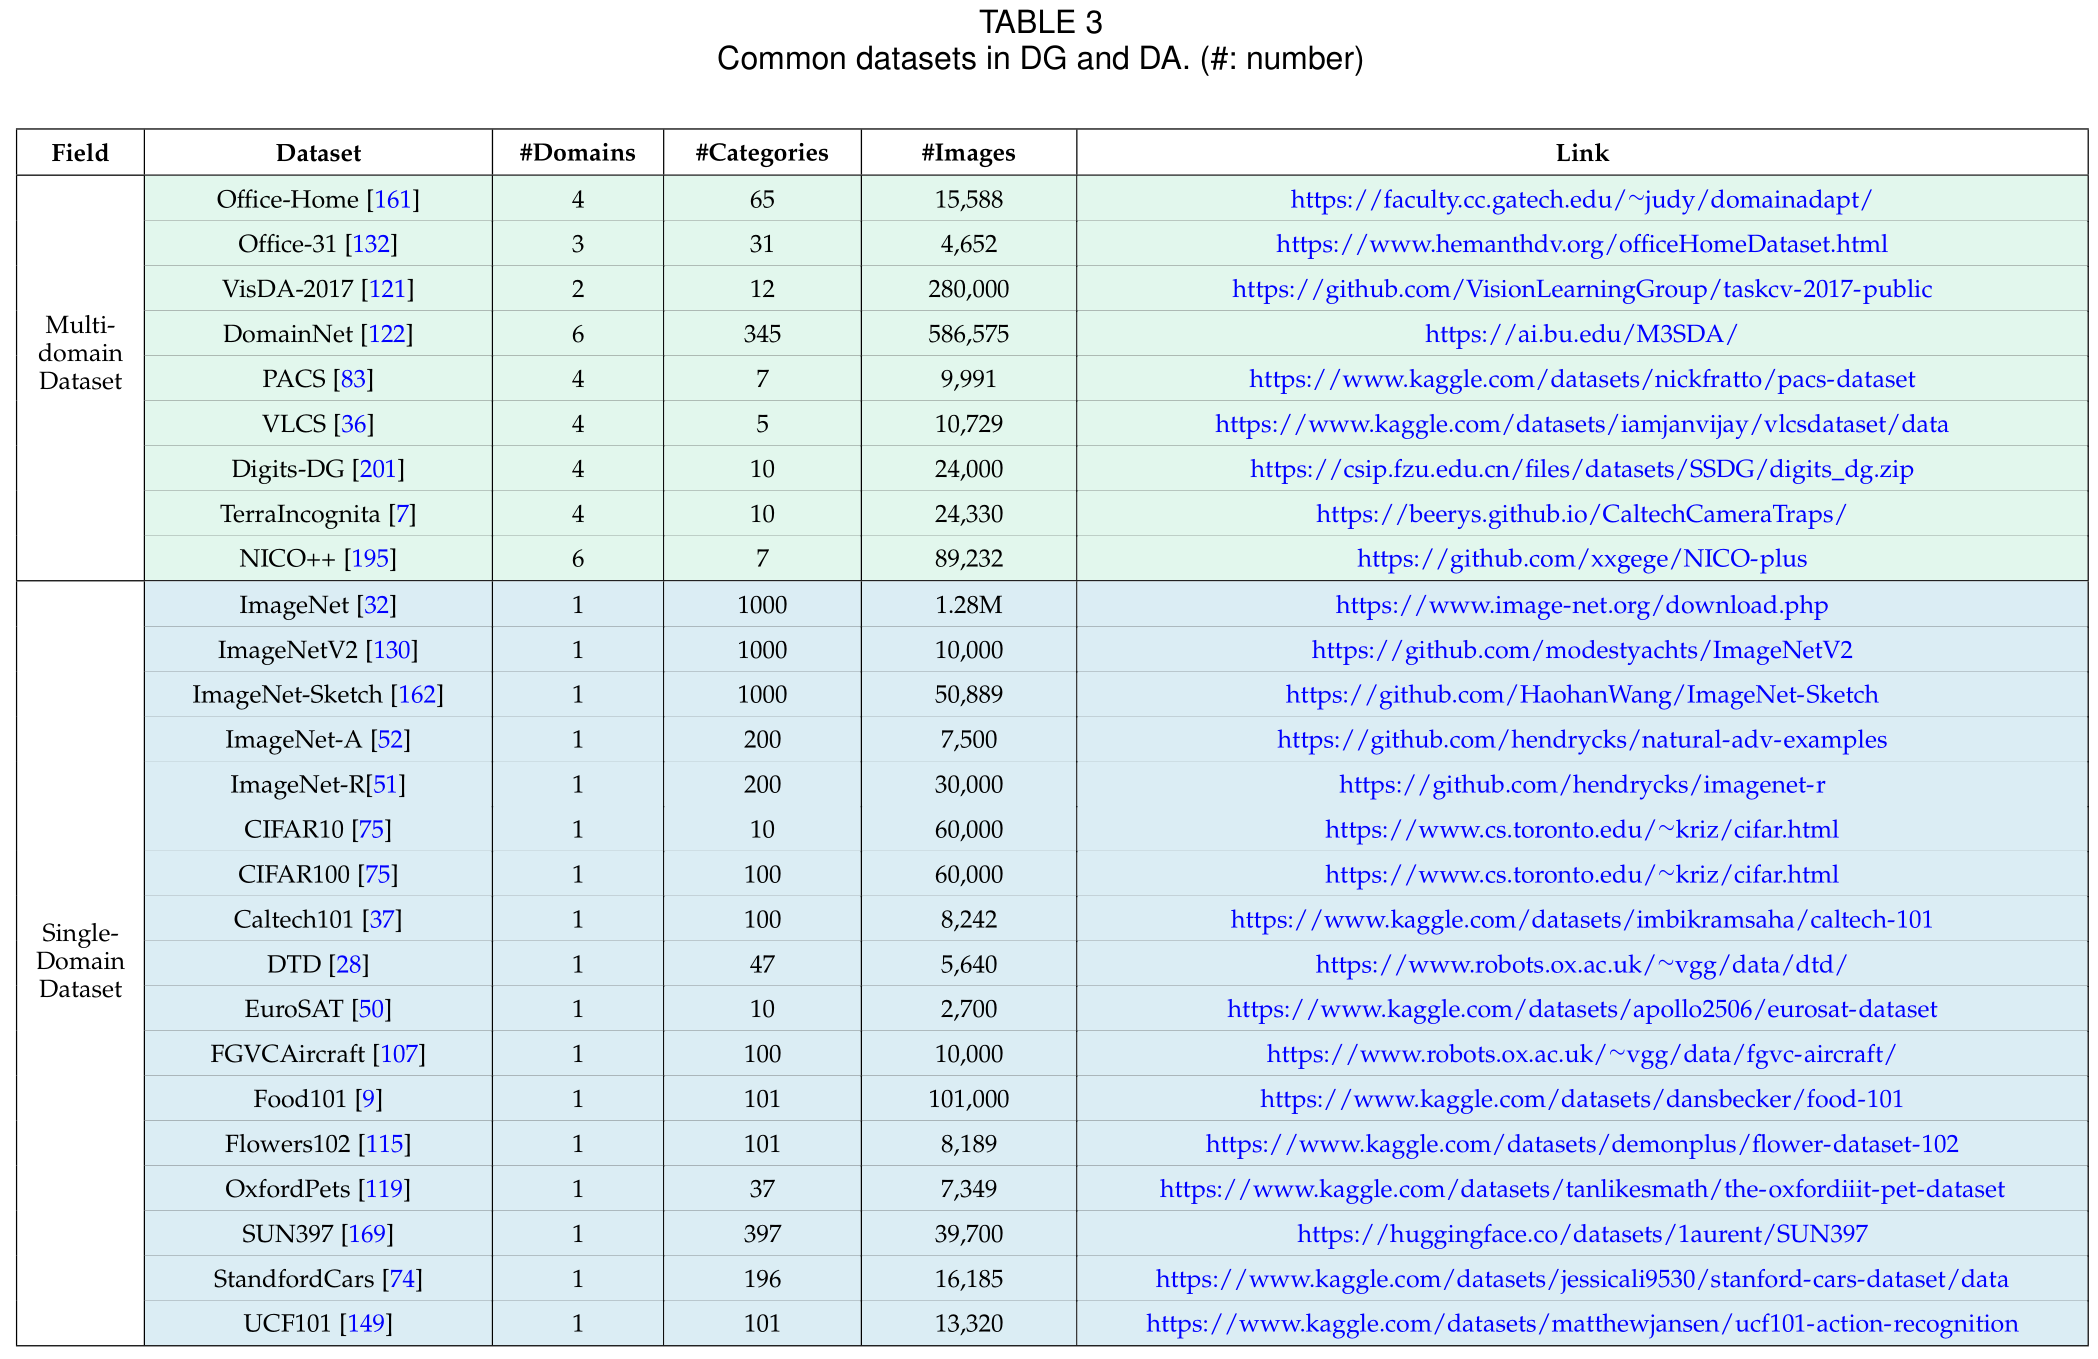 TABLE 3
Common datasets in DG and DA. (#: number)
Field Dataset #Domains #Categories #Images Link
Multi-
domain
Dataset
Office-Home [161] 4 65 15,588 https://faculty.cc.gatech.edu/~judy/domainadapt/
Office-31 [132] 3 31 4,652 https://www.hemanthdv.org/officeHomeDataset.html
VisDA-2017 [121] 2 12 280,000 https://github.com/VisionLearningGroup/taskcv-2017-public
DomainNet [122] 6 345 586,575 https://ai.bu.edu/M3SDA/
PACS [83] 4 7 9,991 https://www.kaggle.com/datasets/nickfratto/pacs-dataset
VLCS [36] 4 5 10,729 https://www.kaggle.com/datasets/iamjanvijay/vlcsdataset/data
Digits-DG [201] 4 10 24,000 https://csip.fzu.edu.cn/files/datasets/SSDG/digits_dg.zip
TerraIncognita [7] 4 10 24,330 https://beerys.github.io/CaltechCameraTraps/
NICO++ [195] 6 7 89,232 https://github.com/xxgege/NICO-plus
Single-
Domain
Dataset
ImageNet [32] 1 1000 1.28M https://www.image-net.org/download.php
ImageNetV2 [130] 1 1000 10,000 https://github.com/modestyachts/ImageNetV2
ImageNet-Sketch [162] 1 1000 50,889 https://github.com/HaohanWang/ImageNet-Sketch
ImageNet-A [52] 1 200 7,500 https://github.com/hendrycks/natural-adv-examples
ImageNet-R[51] 1 200 30,000 https://github.com/hendrycks/imagenet-r
CIFAR10 [75] 1 10 60,000 https://www.cs.toronto.edu/~kriz/cifar.html
CIFAR100 [75] 1 100 60,000 https://www.cs.toronto.edu/~kriz/cifar.html
Caltech101 [37] 1 100 8,242 https://www.kaggle.com/datasets/imbikramsaha/caltech-101
DTD [28] 1 47 5,640 https://www.robots.ox.ac.uk/~vgg/data/dtd/
EuroSAT [50] 1 10 2,700 https://www.kaggle.com/datasets/apollo2506/eurosat-dataset
FGVCAircraft [107] 1 100 10,000 https://www.robots.ox.ac.uk/~vgg/data/fgvc-aircraft/
Food101 [9] 1 101 101,000 https://www.kaggle.com/datasets/dansbecker/food-101
Flowers102 [115] 1 101 8,189 https://www.kaggle.com/datasets/demonplus/flower-dataset-102
OxfordPets [119] 1 37 7,349 https://www.kaggle.com/datasets/tanlikesmath/the-oxfordiiit-pet-dataset
SUN397 [169] 1 397 39,700 https://huggingface.co/datasets/1aurent/SUN397
StandfordCars [74] 1 196 16,185 https://www.kaggle.com/datasets/jessicali9530/stanford-cars-dataset/data
UCF101 [149] 1 101 13,320 https://www.kaggle.com/datasets/matthewjansen/ucf101-action-recognition